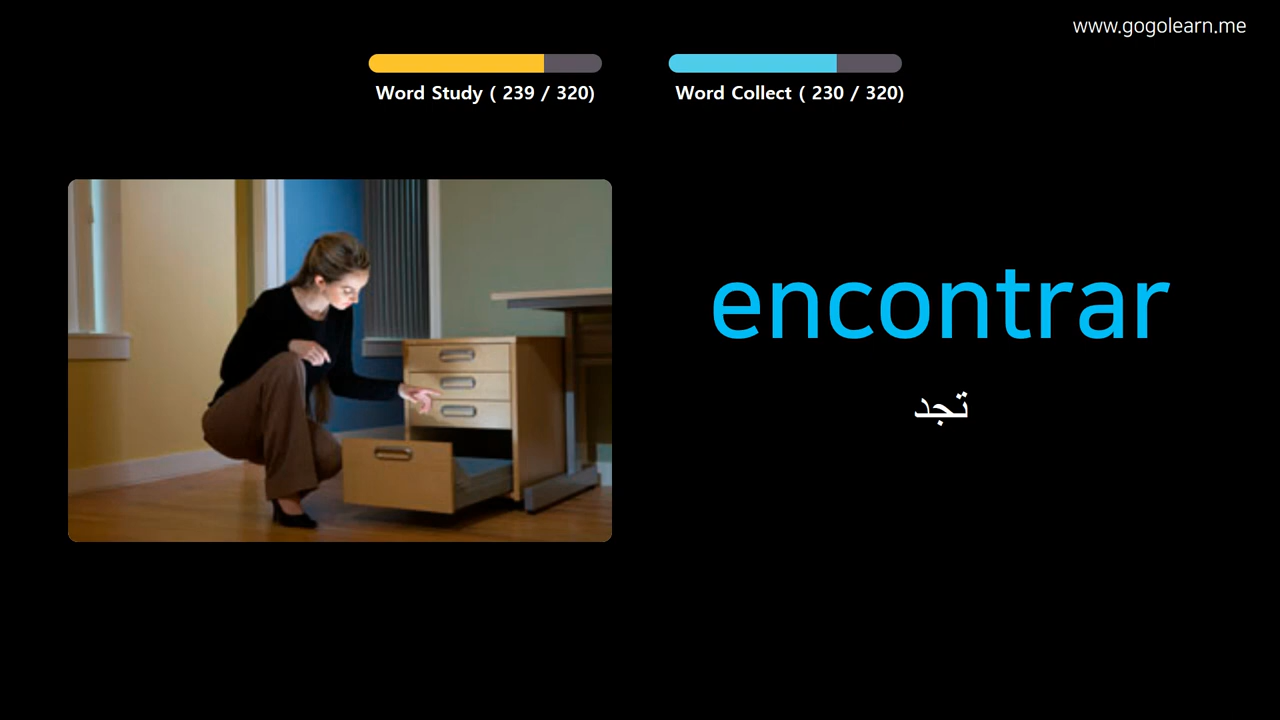 www.gogolearn.me
Word Study ( 239 / 320)
Word Collect ( 230 / 320)
encontrar
تجد